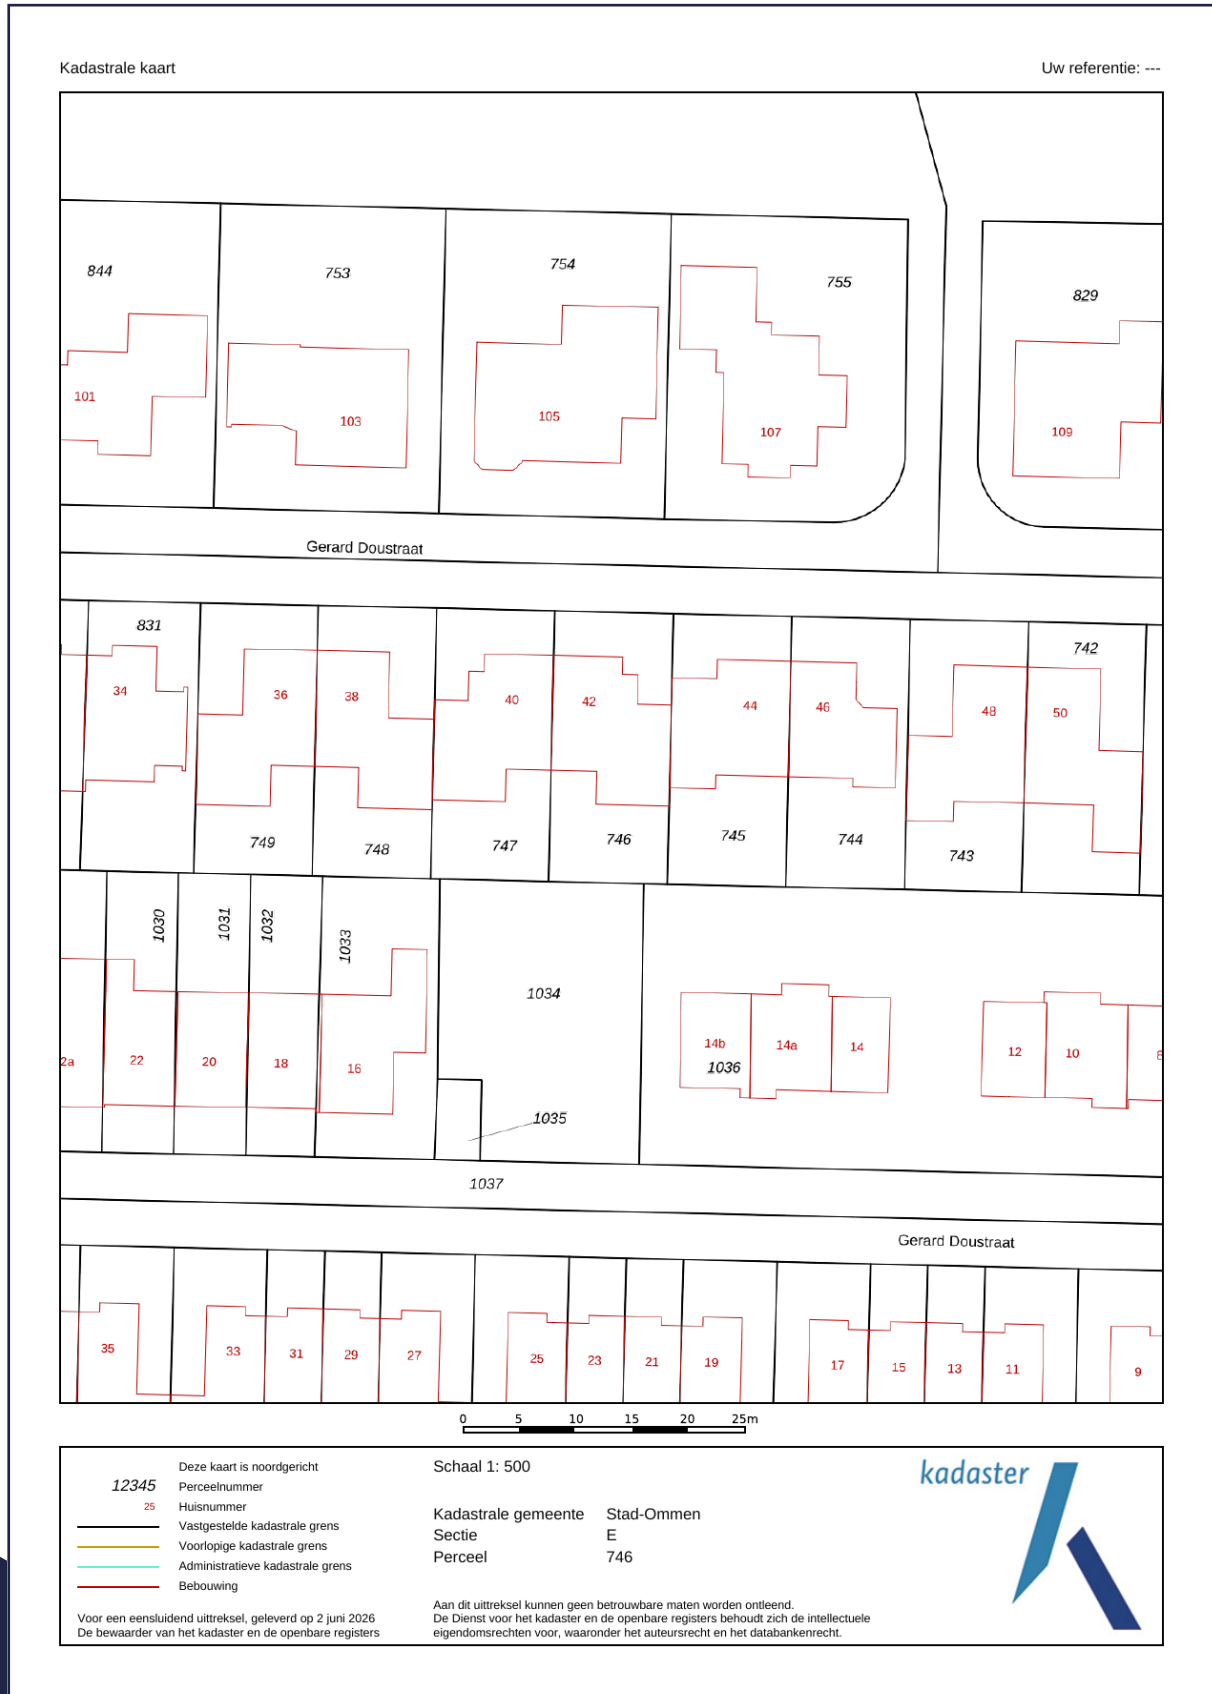 Kadastrale kaart
Uw referentie: ---
844
753
754
755
829
101
103
105
107
109
Gerard Doustraat
831
742
34
36
38
40
42
44
46
48
50
749
748
747
746
745
744
743
1030
1031
1032
1033
1034
2a
22
20
18
16
14b
14a
14
12
10
8
1036
1035
1037
Gerard Doustraat
35
33
31
29
27
25
23
21
19
17
15
13
11
9
0 5 10 15 20 25m
Deze kaart is noordgericht
12345 Perceelnummer
25 Huisnummer
Vastgestelde kadastrale grens
Voorlopige kadastrale grens
Administratieve kadastrale grens
Bebouwing
Voor een eensluidend uittreksel, geleverd op 2 juni 2026
De bewaarder van het kadaster en de openbare registers
Schaal 1: 500
Kadastrale gemeente Stad-Ommen
Sectie E
Perceel 746
Aan dit uittreksel kunnen geen betrouwbare maten worden ontleend.
De Dienst voor het kadaster en de openbare registers behoudt zich de intellectuele
eigendomsrechten voor, waaronder het auteursrecht en het databankenrecht.
kadaster